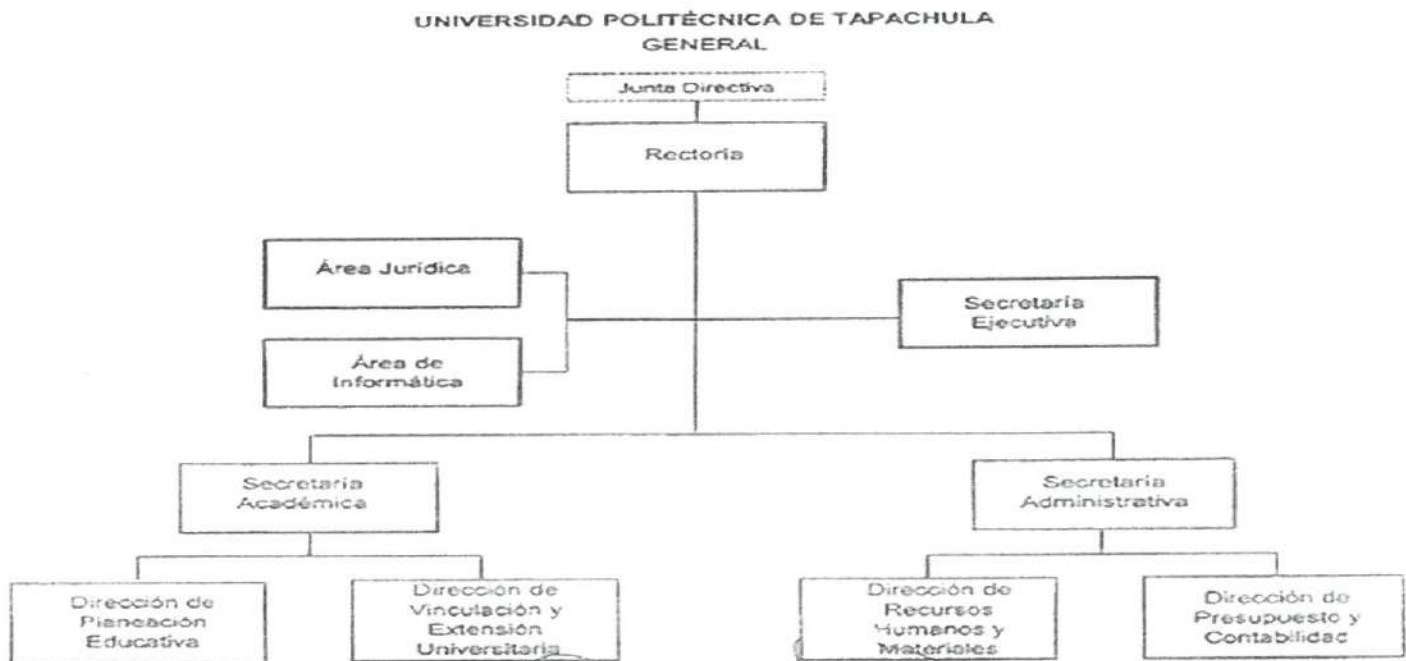 UNIVERSIDAD POLITÉCNICA DE TAPACHULA
GENERAL
Junta Directiva
Rectoría
Área Jurídica
Secretaría
Ejecutiva
Área de
Informática
Secretaría
Académica
Secretaría
Administrativa
Dirección de
Planeación
Educativa
Dirección de
Vinculación y
Extensión
Universitaria
Dirección de
Recursos
Humanos y
Materiales
Dirección de
Presupuesto y
Contabilidad